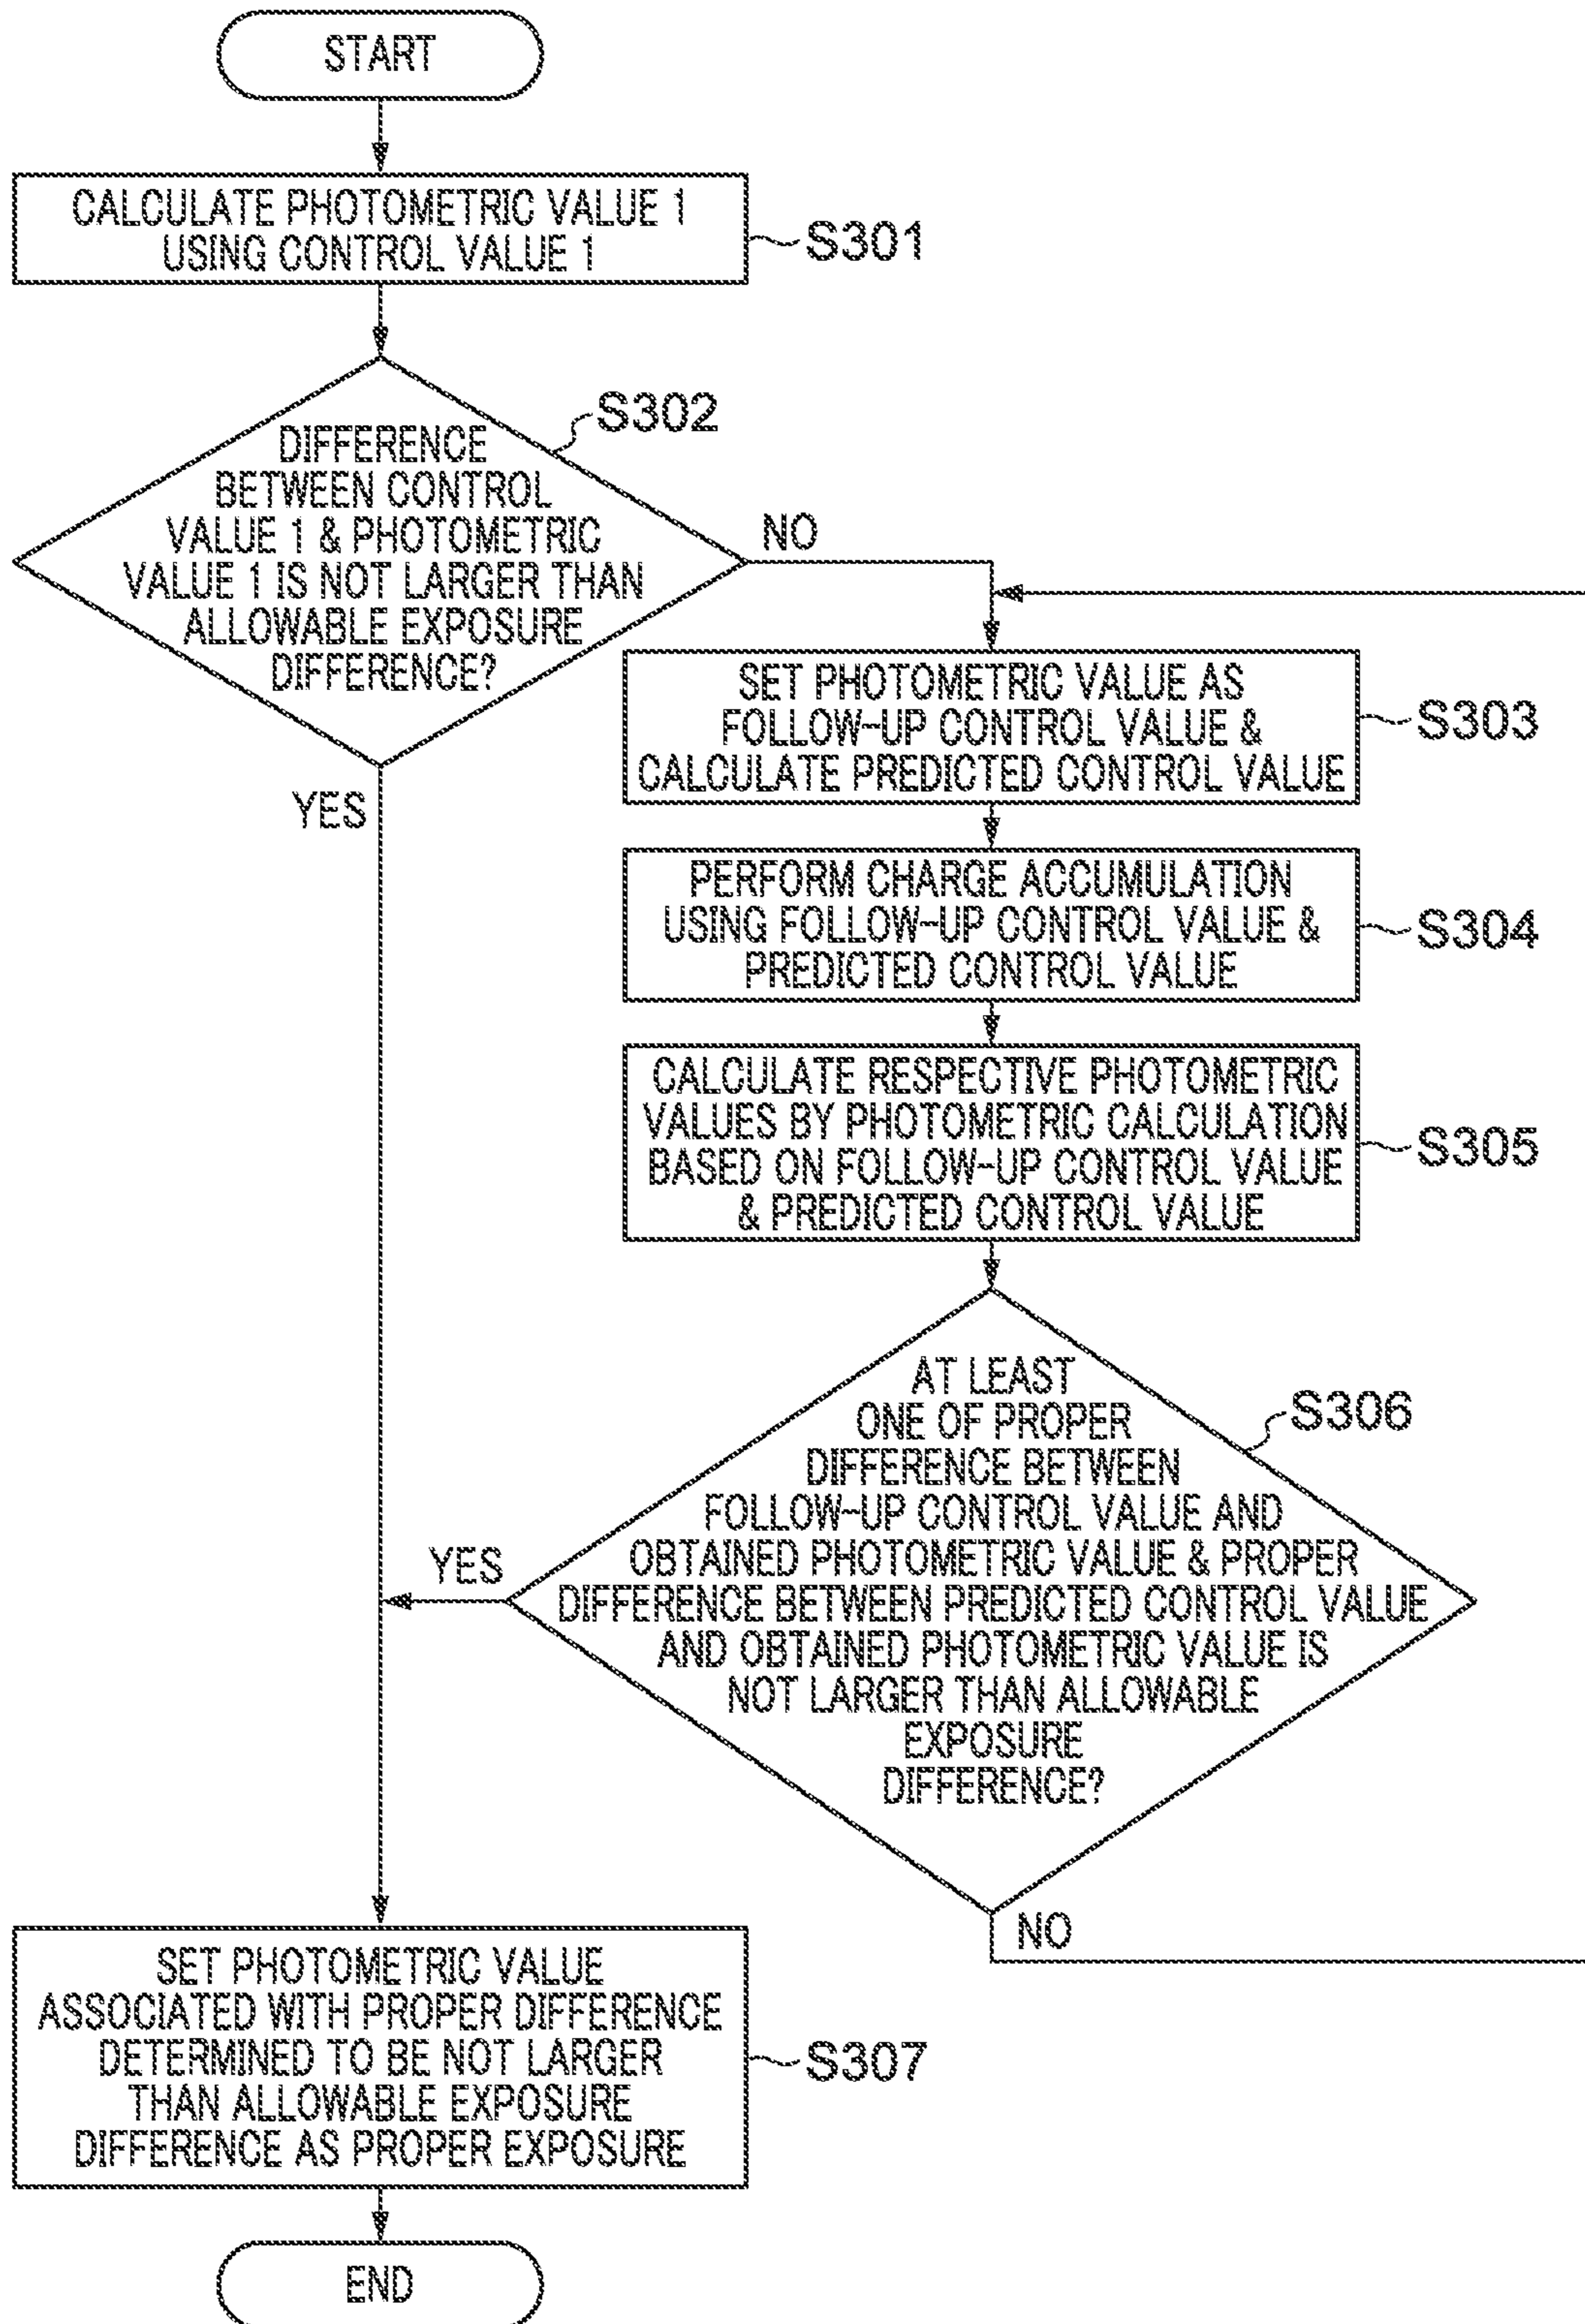 START
CALCULATE PHOTOMETRIC VALUE 1
USING CONTROL VALUE 1
S301
S302
DIFFERENCE
BETWEEN CONTROL
VALUE 1 & PHOTOMETRIC
VALUE 1 IS NOT LARGER THAN
ALLOWABLE EXPOSURE
DIFFERENCE?
NO
YES
SET PHOTOMETRIC VALUE AS
FOLLOW-UP CONTROL VALUE &
CALCULATE PREDICTED CONTROL VALUE
S303
PERFORM CHARGE ACCUMULATION
USING FOLLOW-UP CONTROL VALUE &
PREDICTED CONTROL VALUE
S304
CALCULATE RESPECTIVE PHOTOMETRIC
VALUES BY PHOTOMETRIC CALCULATION
BASED ON FOLLOW-UP CONTROL VALUE
& PREDICTED CONTROL VALUE
S305
AT LEAST
ONE OF PROPER
DIFFERENCE BETWEEN
FOLLOW-UP CONTROL VALUE AND
OBTAINED PHOTOMETRIC VALUE & PROPER
DIFFERENCE BETWEEN PREDICTED CONTROL VALUE
AND OBTAINED PHOTOMETRIC VALUE IS
NOT LARGER THAN ALLOWABLE
EXPOSURE
DIFFERENCE?
S306
YES
NO
SET PHOTOMETRIC VALUE
ASSOCIATED WITH PROPER DIFFERENCE
DETERMINED TO BE NOT LARGER
THAN ALLOWABLE EXPOSURE
DIFFERENCE AS PROPER EXPOSURE
S307
END